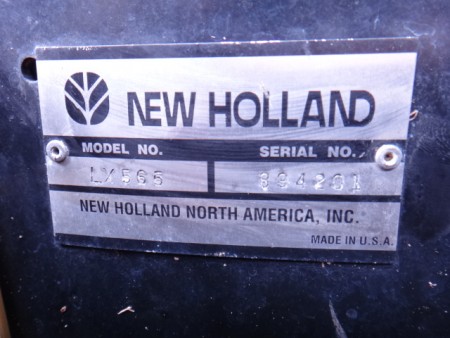 NEW HOLLAND
MODEL NO. SERIAL NO.
LX565
NEW HOLLAND NORTH AMERICA, INC.
MADE IN U.S.A.